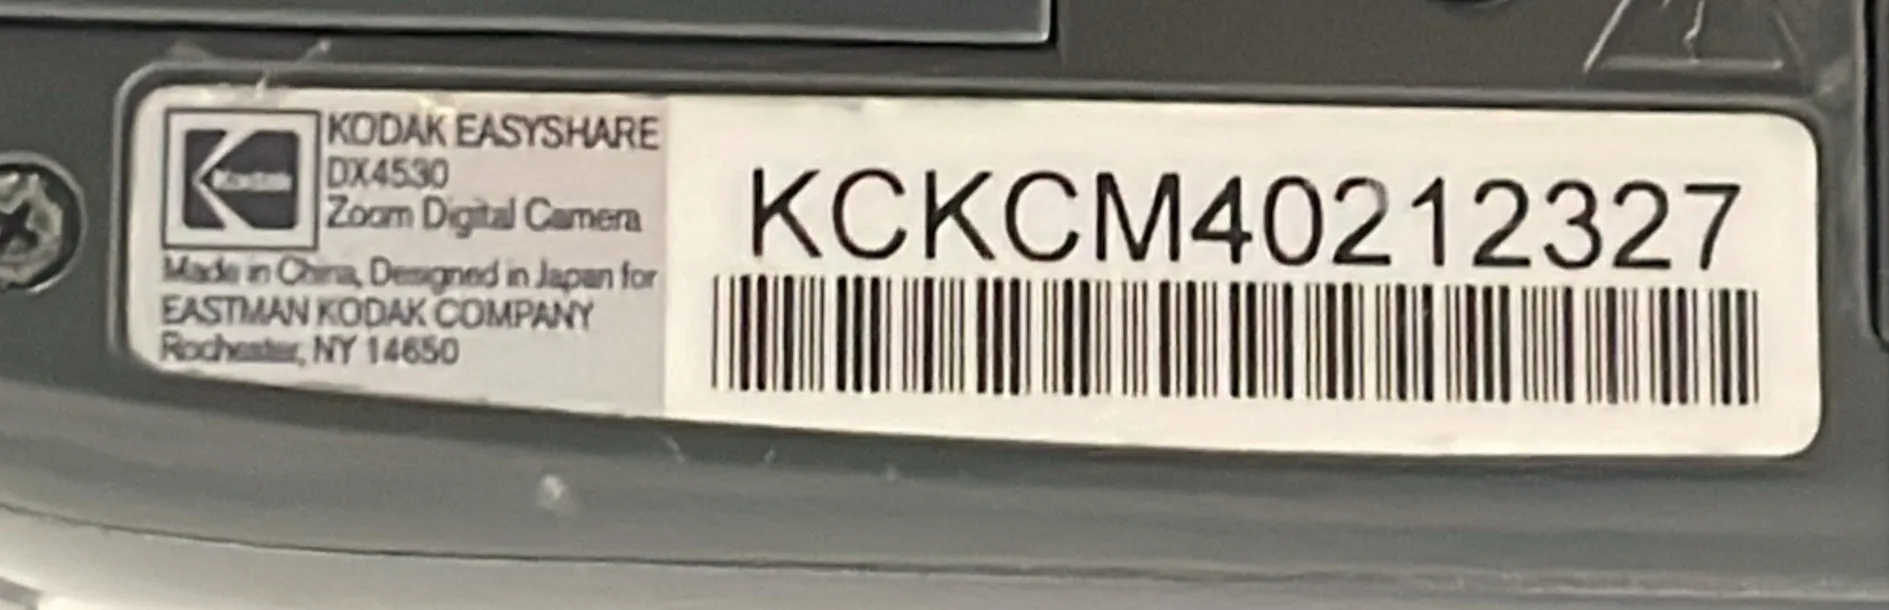 Kodak
KODAK EASYSHARE
DX4530
Zoom Digital Camera
Made in China, Designed in Japan for
EASTMAN KODAK COMPANY
Rochester, NY 14650
KCKCM40212327